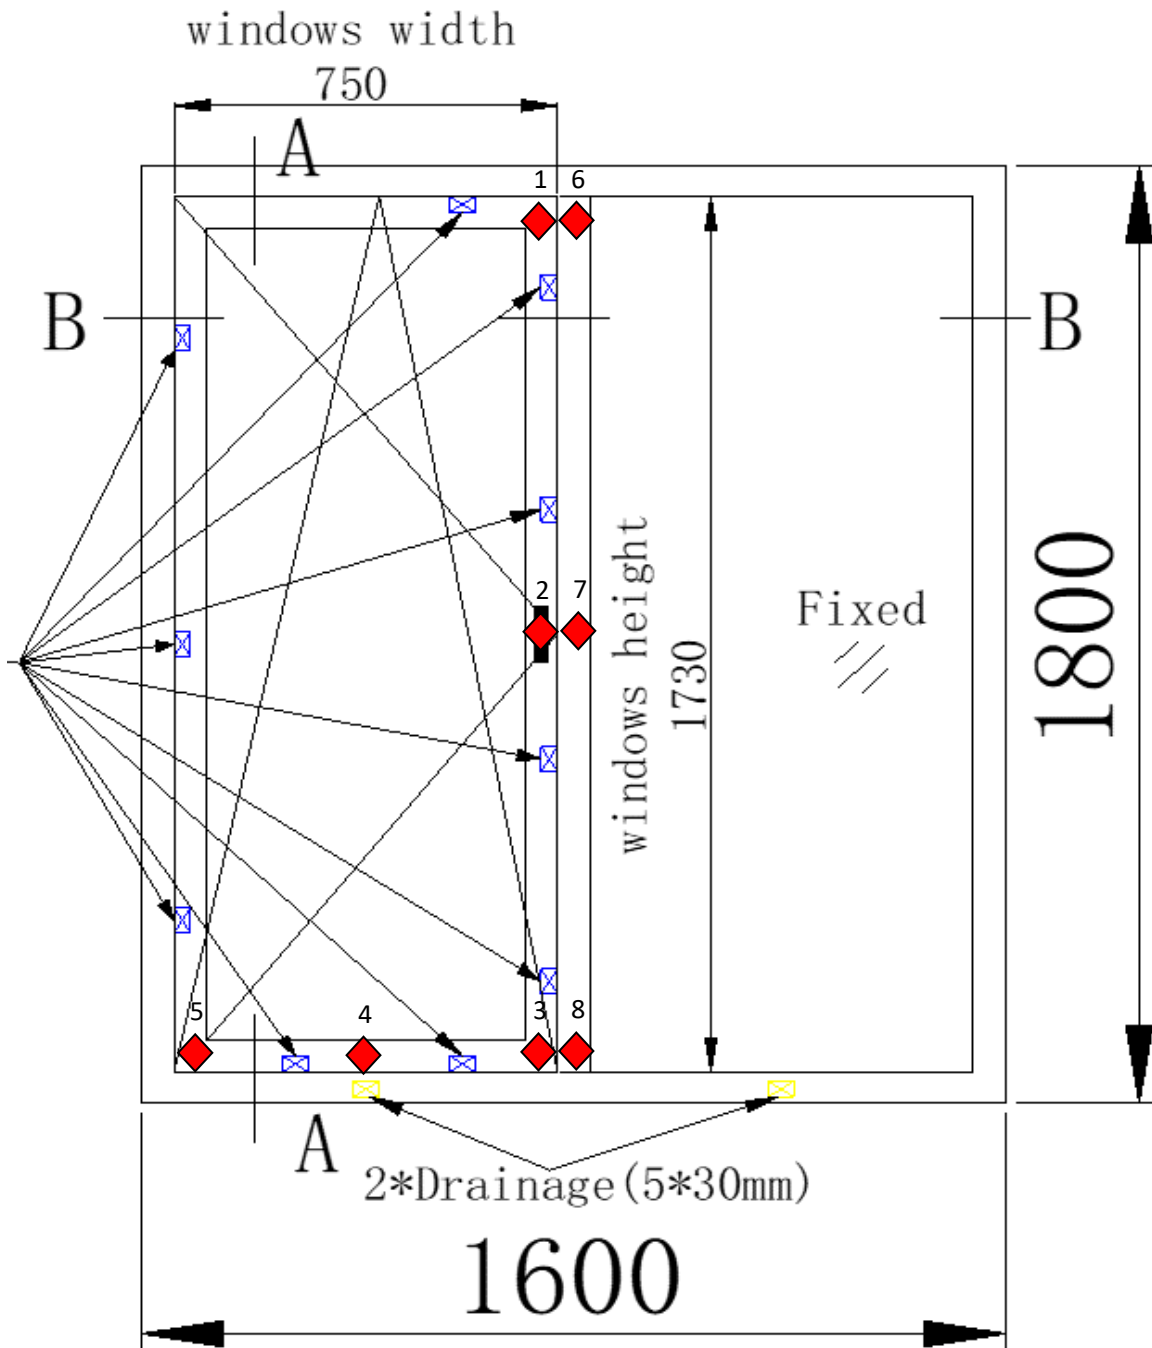 windows width
750
A
1 6
B B
windows height
1730
2 7
Fixed
1800
5 4 3 8
A
2*Drainage(5*30mm)
1600